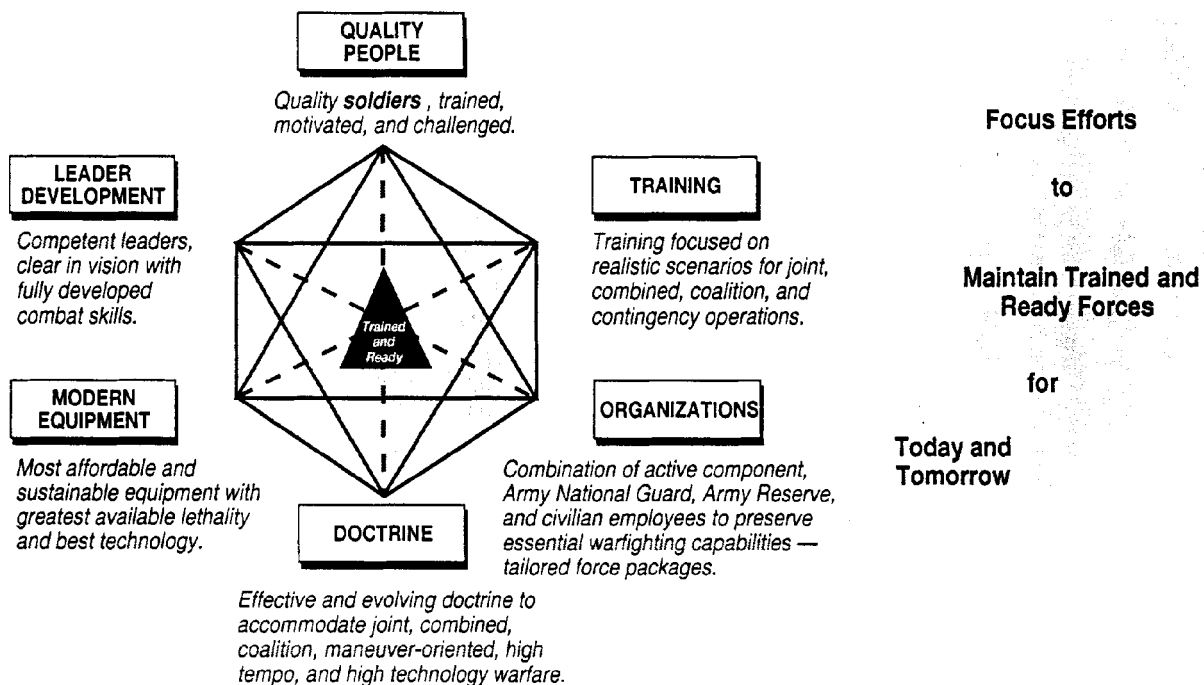 QUALITY
PEOPLE
Quality soldiers , trained,
motivated, and challenged.
LEADER
DEVELOPMENT
Competent leaders,
clear in vision with
fully developed
combat skills.
TRAINING
Training focused on
realistic scenarios for joint,
combined, coalition, and
contingency operations.
Trained
and
Ready
MODERN
EQUIPMENT
Most affordable and
sustainable equipment with
greatest available lethality
and best technology.
ORGANIZATIONS
Combination of active component,
Army National Guard, Army Reserve,
and civilian employees to preserve
essential warfighting capabilities —
tailored force packages.
DOCTRINE
Effective and evolving doctrine to
accommodate joint, combined,
coalition, maneuver-oriented, high
tempo, and high technology warfare.
Focus Efforts
to
Maintain Trained and
Ready Forces
for
Today and
Tomorrow